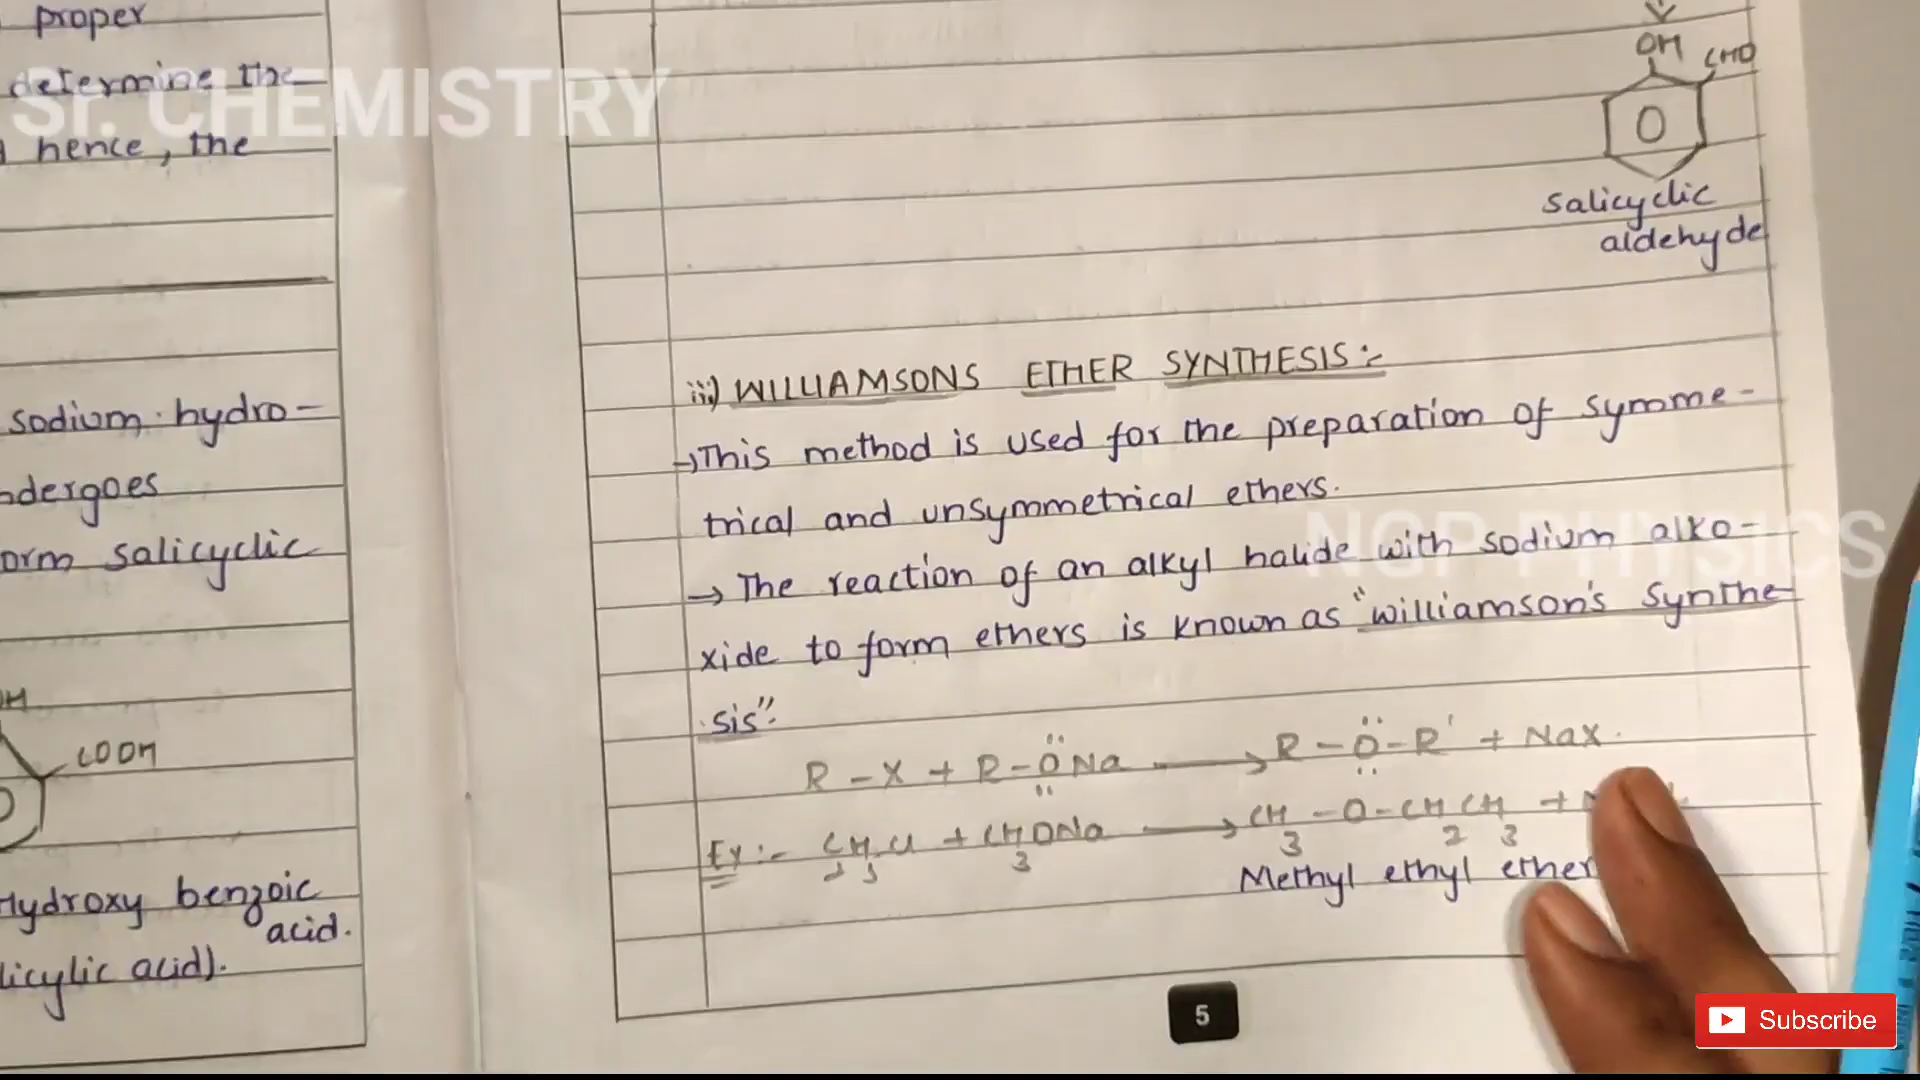 proper
determine the
hence, the
sodium hydro-
dergoes
orm salicyclic
COOH
Hydroxy benzoic
acid.
licylic acid).
Sr. CHEMISTRY
OH
CHO
Salicyclic
aldehyde
iii) WILLIAMSONS ETHER SYNTHESIS:-
→This method is used for the preparation of symme-
trical and unsymmetrical ethers.
→ The reaction of an alkyl halide with sodium alko-
xide to form ethers is known as "williamson's synthe
sis".
R-X + R-ÖNa → R-Ö-R' + NaX.
Ex:- C₂H₅Cl + CH₃ONa → CH₃-O-CH₂CH₃ +
Methyl ethyl ether
NGP PHYSICS
5
Subscribe